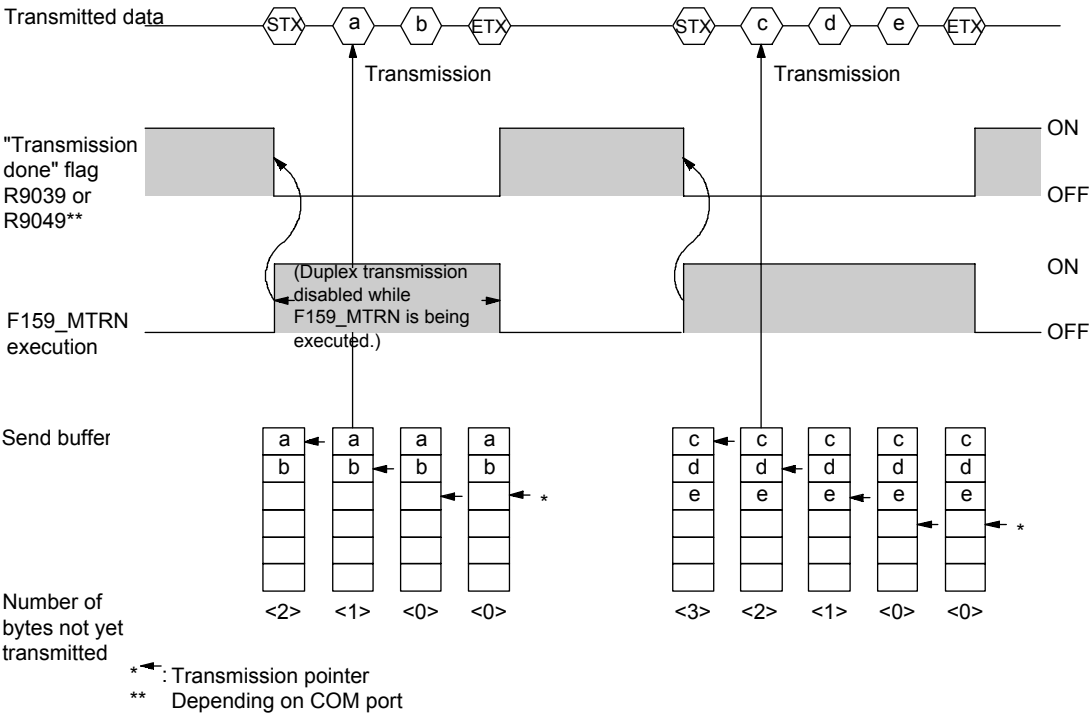 Transmitted data
STX a b ETX STX c d e ETX
Transmission Transmission
"Transmission
done" flag
R9039 or
R9049**
ON
OFF
F159_MTRN
execution
(Duplex transmission
disabled while
F159_MTRN is being
executed.)
ON
OFF
Send buffer
a a a a c c c c c
b b b b d d d d d
e e e e e
*
*
Number of
bytes not yet
transmitted
<2> <1> <0> <0> <3> <2> <1> <0> <0>
* : Transmission pointer
** Depending on COM port